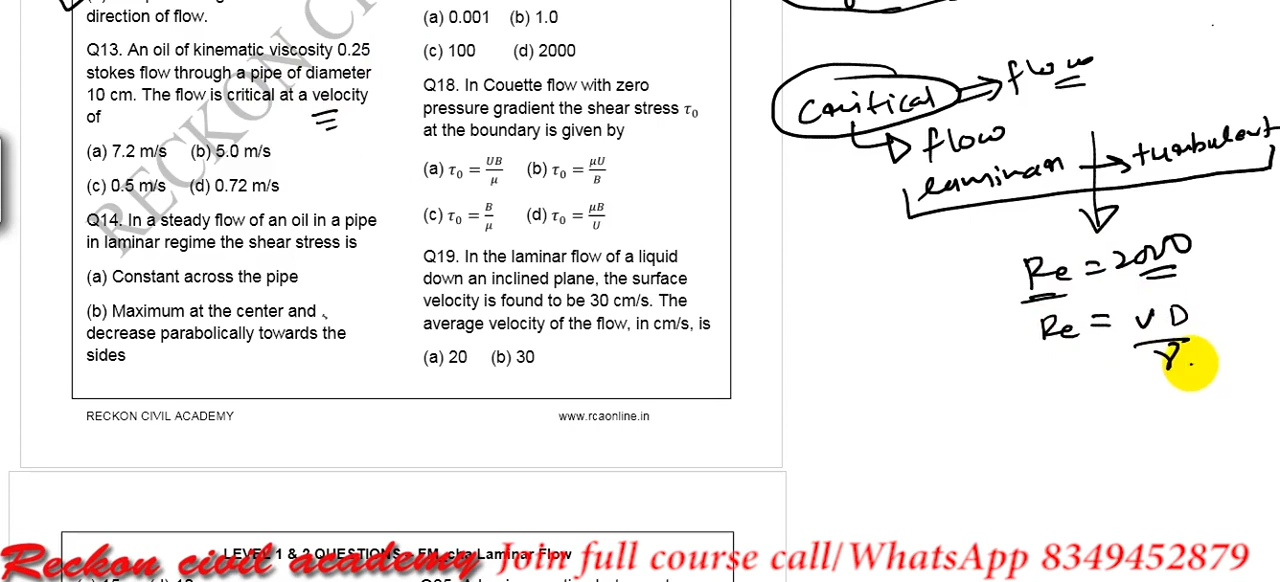 direction of flow.
Q13. An oil of kinematic viscosity 0.25
stokes flow through a pipe of diameter
10 cm. The flow is critical at a velocity
of
(a) 7.2 m/s (b) 5.0 m/s
(c) 0.5 m/s (d) 0.72 m/s
Q14. In a steady flow of an oil in a pipe
in laminar regime the shear stress is
(a) Constant across the pipe
(b) Maximum at the center and
decrease parabolically towards the
sides
(a) 0.001 (b) 1.0
(c) 100 (d) 2000
Q18. In Couette flow with zero
pressure gradient the shear stress τ₀
at the boundary is given by
(a) τ₀ = UB/μ (b) τ₀ = μU/B
(c) τ₀ = B/μ (d) τ₀ = μB/U
Q19. In the laminar flow of a liquid
down an inclined plane, the surface
velocity is found to be 30 cm/s. The
average velocity of the flow, in cm/s, is
(a) 20 (b) 30
RECKON CIVIL ACADEMY www.rcaonline.in
RECKON C
critical ⇒ flow
flow
laminar → turbulent
Re = 2000
Re = VD/ν
LEVEL 1 & 2 QUESTIONS
Laminar Flow
Reckon civil academy Join full course call/WhatsApp 8349452879